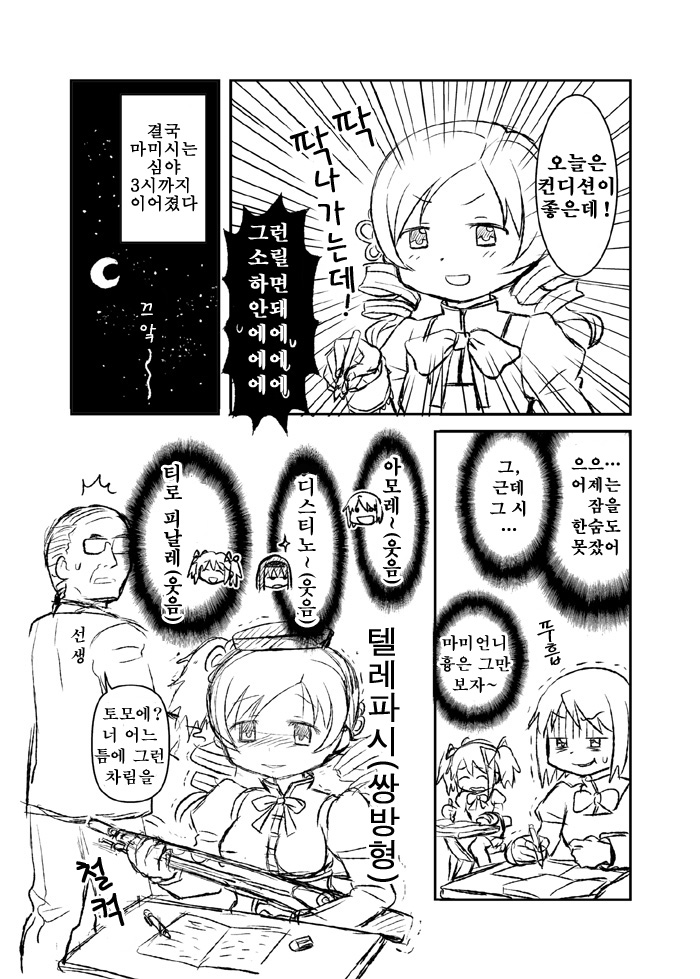 오늘은
컨디션이
좋은데!
딱
딱나가는데!
그런
소릴
하면
안돼
에에
에에
에에
결국
마미시는
심야
3시까지
이어졌다
끄악
으으…
어제는
잠을
한숨도
못잤어
그,
근데
그 시
…
마미언니
흉은 그만
보자~
뚜흡
아모레~(웃음)
디스티노~(웃음)
티로 피날레(웃음)
텔레파시(쌍방형)
선생
토모에?
너 어느
틈에 그런
차림을
철컥